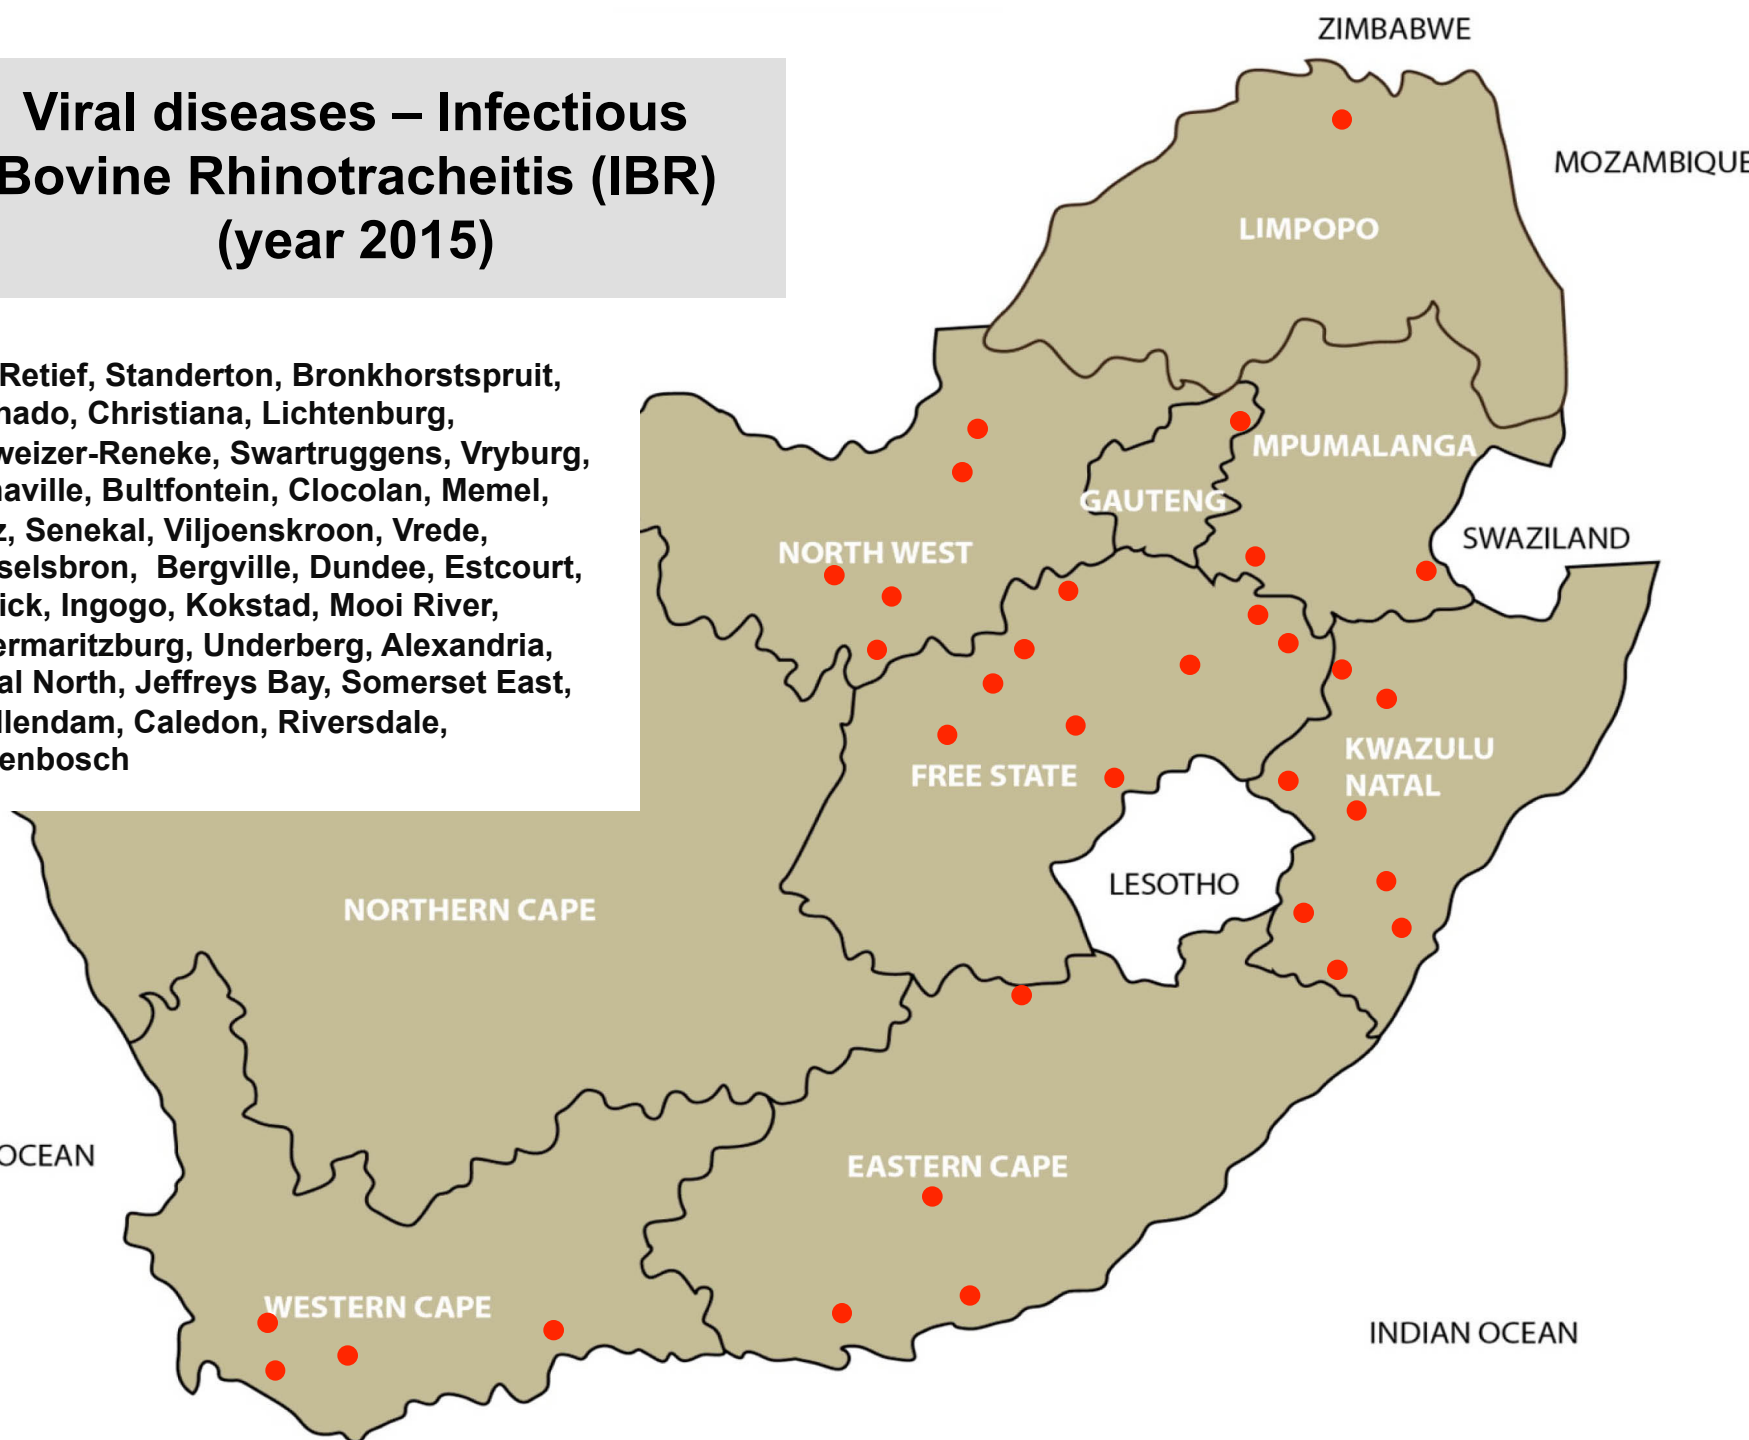 ZIMBABWE
Viral diseases – Infectious
Bovine Rhinotracheitis (IBR)
(year 2015)
MOZAMBIQUE
LIMPOPO
Retief, Standerton, Bronkhorstspruit,
Christiana, Lichtenburg,
Swartruggens, Vryburg,
Bultfontein, Clocolan, Memel,
Senekal, Viljoenskroon, Vrede,
Bergville, Dundee, Estcourt,
Ingogo, Kokstad, Mooi River,
Underberg, Alexandria,
North, Jeffreys Bay, Somerset East,
Caledon, Riversdale,
MPUMALANGA
GAUTENG
SWAZILAND
NORTH WEST
KWAZULU
NATAL
FREE STATE
LESOTHO
NORTHERN CAPE
OCEAN
EASTERN CAPE
WESTERN CAPE
INDIAN OCEAN